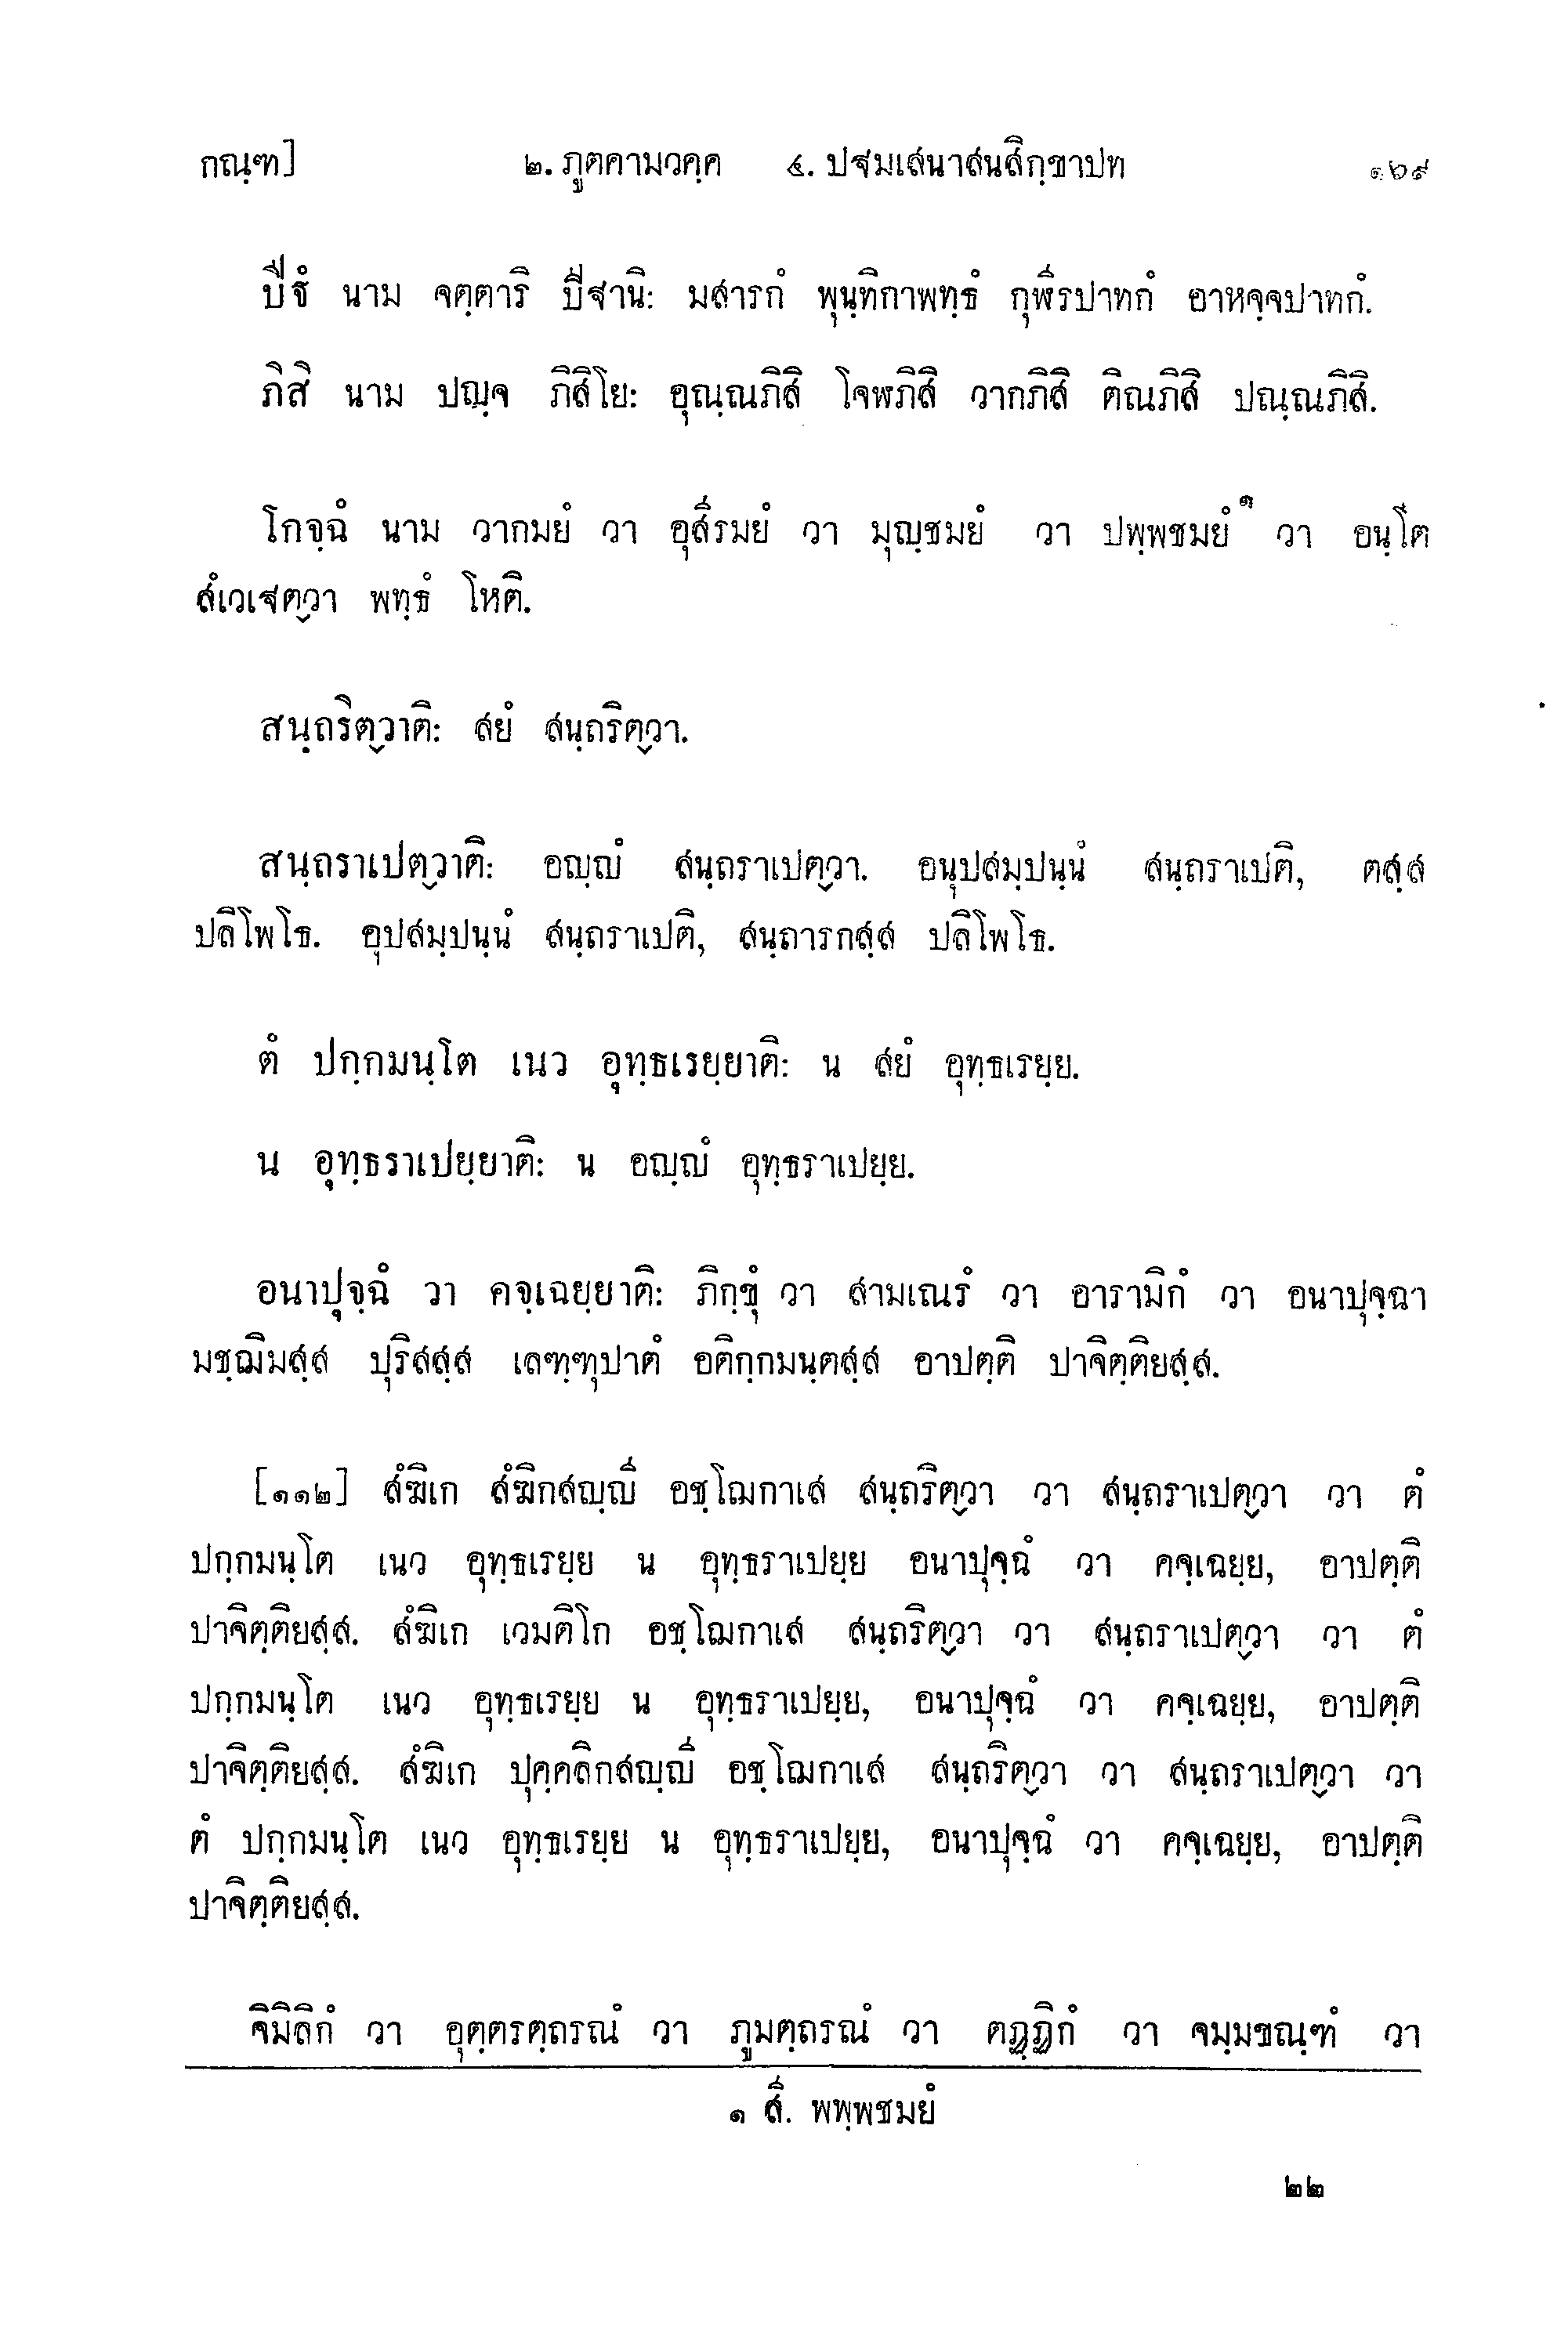 กณฺฑ] ๒. ภูตคามวคฺค ๔. ปฐมเสนาสนสิกฺขาปท ๑๖๙
ปีฐํ นาม จตฺตาริ ปีฐานิ: มสารกํ พุนฺทิกาพทฺธํ กุฬีรปาทกํ อาหจฺจปาทกํ.
ภิสิ นาม ปญฺจ ภิสิโย: อุณฺณภิสิ โจฬภิสิ วากภิสิ ติณภิสิ ปณฺณภิสิ.
โกจฺฉํ นาม วากมยํ วา อุสีรมยํ วา มุญฺชมยํ วา ปพฺพชมยํ๑ วา อนฺโต
สํเวเฐตฺวา พทฺธํ โหติ.
สนฺถริตฺวาติ: สยํ สนฺถริตฺวา.
สนฺถราเปตฺวาติ: อญฺญํ สนฺถราเปตฺวา. อนุปสมฺปนฺนํ สนฺถราเปติ, ตสฺส
ปลิโพโธ. อุปสมฺปนฺนํ สนฺถราเปติ, สนฺถารกสฺส ปลิโพโธ.
ตํ ปกฺกมนฺโต เนว อุทฺธเรยฺยาติ: น สยํ อุทฺธเรยฺย.
น อุทฺธราเปยฺยาติ: น อญฺญํ อุทฺธราเปยฺย.
อนาปุจฺฉํ วา คจฺเฉยฺยาติ: ภิกฺขุํ วา สามเณรํ วา อารามิกํ วา อนาปุจฺฉา
มชฺฌิมสฺส ปุริสสฺส เลฑฺฑุปาตํ อติกฺกมนฺตสฺส อาปตฺติ ปาจิตฺติยสฺส.
[๑๑๒] สํฆิเก สํฆิกสญฺญี อชฺโฌกาเส สนฺถริตฺวา วา สนฺถราเปตฺวา วา ตํ
ปกฺกมนฺโต เนว อุทฺธเรยฺย น อุทฺธราเปยฺย อนาปุจฺฉํ วา คจฺเฉยฺย, อาปตฺติ
ปาจิตฺติยสฺส. สํฆิเก เวมติโก อชฺโฌกาเส สนฺถริตฺวา วา สนฺถราเปตฺวา วา ตํ
ปกฺกมนฺโต เนว อุทฺธเรยฺย น อุทฺธราเปยฺย, อนาปุจฺฉํ วา คจฺเฉยฺย, อาปตฺติ
ปาจิตฺติยสฺส. สํฆิเก ปุคฺคลิกสญฺญี อชฺโฌกาเส สนฺถริตฺวา วา สนฺถราเปตฺวา วา
ตํ ปกฺกมนฺโต เนว อุทฺธเรยฺย น อุทฺธราเปยฺย, อนาปุจฺฉํ วา คจฺเฉยฺย, อาปตฺติ
ปาจิตฺติยสฺส.
จิมิลิกํ วา อุตฺตรตฺถรณํ วา ภูมตฺถรณํ วา ตฏฺฏิกํ วา จมฺมขณฺฑํ วา
๑ สี. พพฺพชมยํ
๒๒